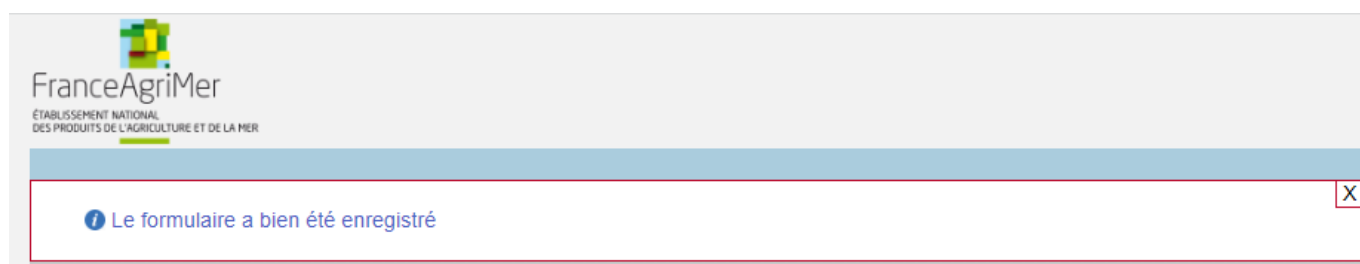 FranceAgriMer
ÉTABLISSEMENT NATIONAL
DES PRODUITS DE L'AGRICULTURE ET DE LA MER
X
Le formulaire a bien été enregistré